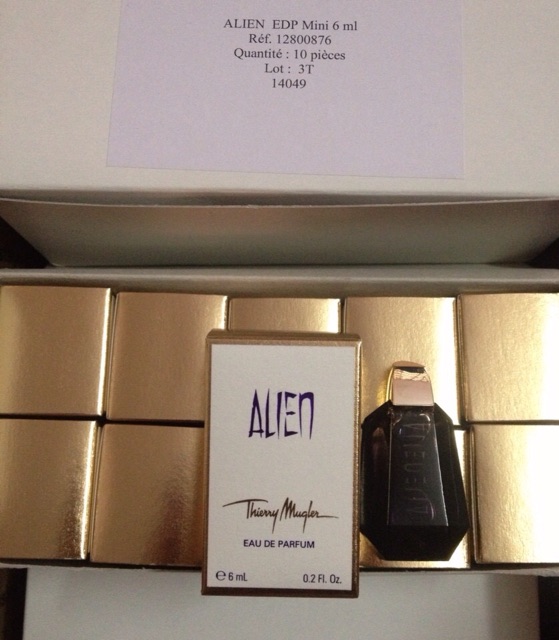 ALIEN EDP Mini 6 ml
Réf. 12800876
Quantité : 10 pièces
Lot : 3T
14049
ALIEN
Thierry Mugler
EAU DE PARFUM
℮ 6 mL 0.2 Fl. Oz.